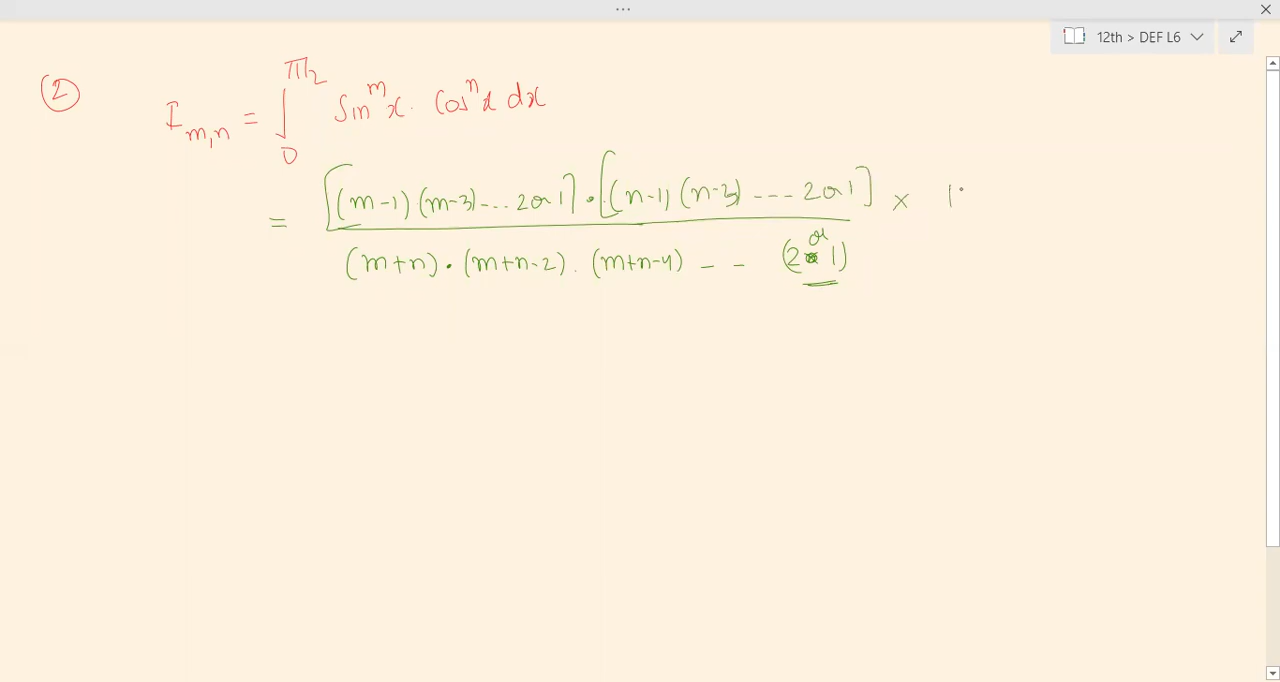 12th > DEF L6
② I_{m,n} = ∫_0^{π/2} Sin^m x · Cos^n x dx
= [(m-1)(m-3)--...2 or 1] · [(n-1)(n-3)---- 2 or 1] × 1
(m+n)·(m+n-2).(m+n-4) -- (2 or 1)